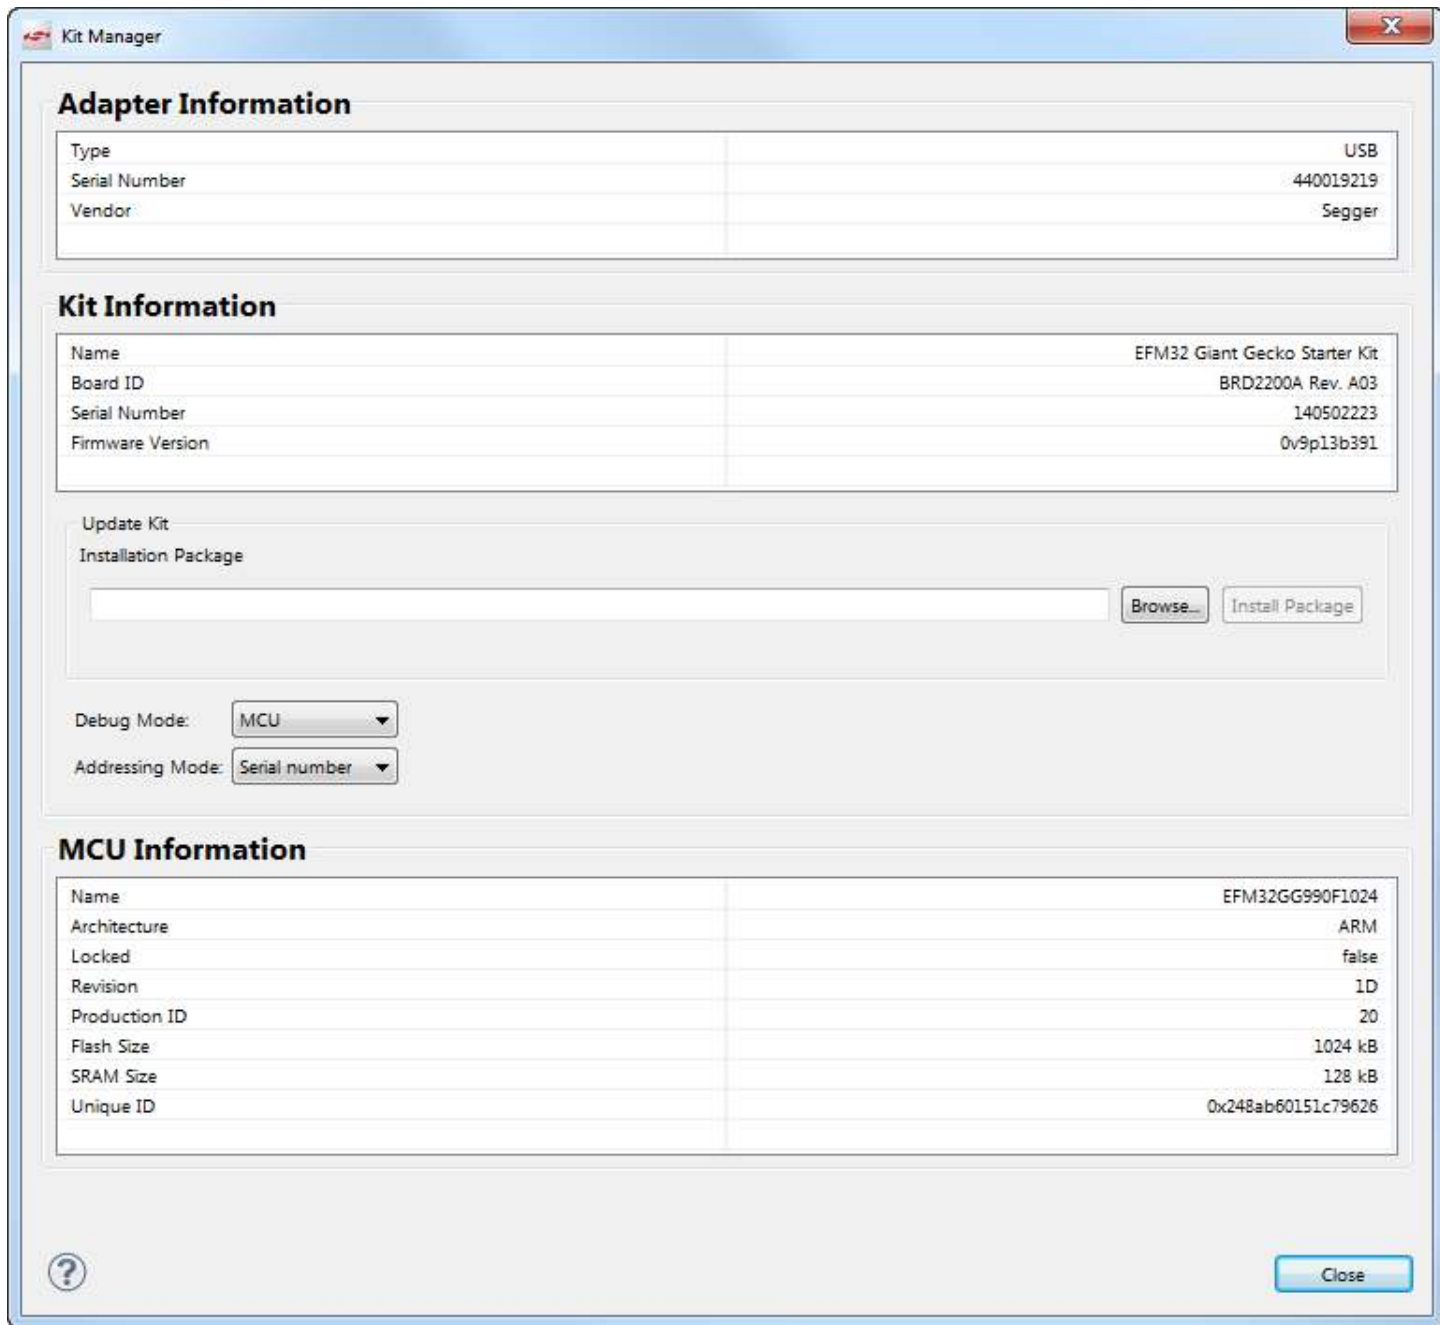 Kit Manager
X
Adapter Information
Type USB
Serial Number 440019219
Vendor Segger
Kit Information
Name EFM32 Giant Gecko Starter Kit
Board ID BRD2200A Rev. A03
Serial Number 140502223
Firmware Version 0v9p13b391
Update Kit
Installation Package
Browse... Install Package
Debug Mode: MCU
Addressing Mode: Serial number
MCU Information
Name EFM32GG990F1024
Architecture ARM
Locked false
Revision 1D
Production ID 20
Flash Size 1024 kB
SRAM Size 128 kB
Unique ID 0x248ab60151c79626
? Close